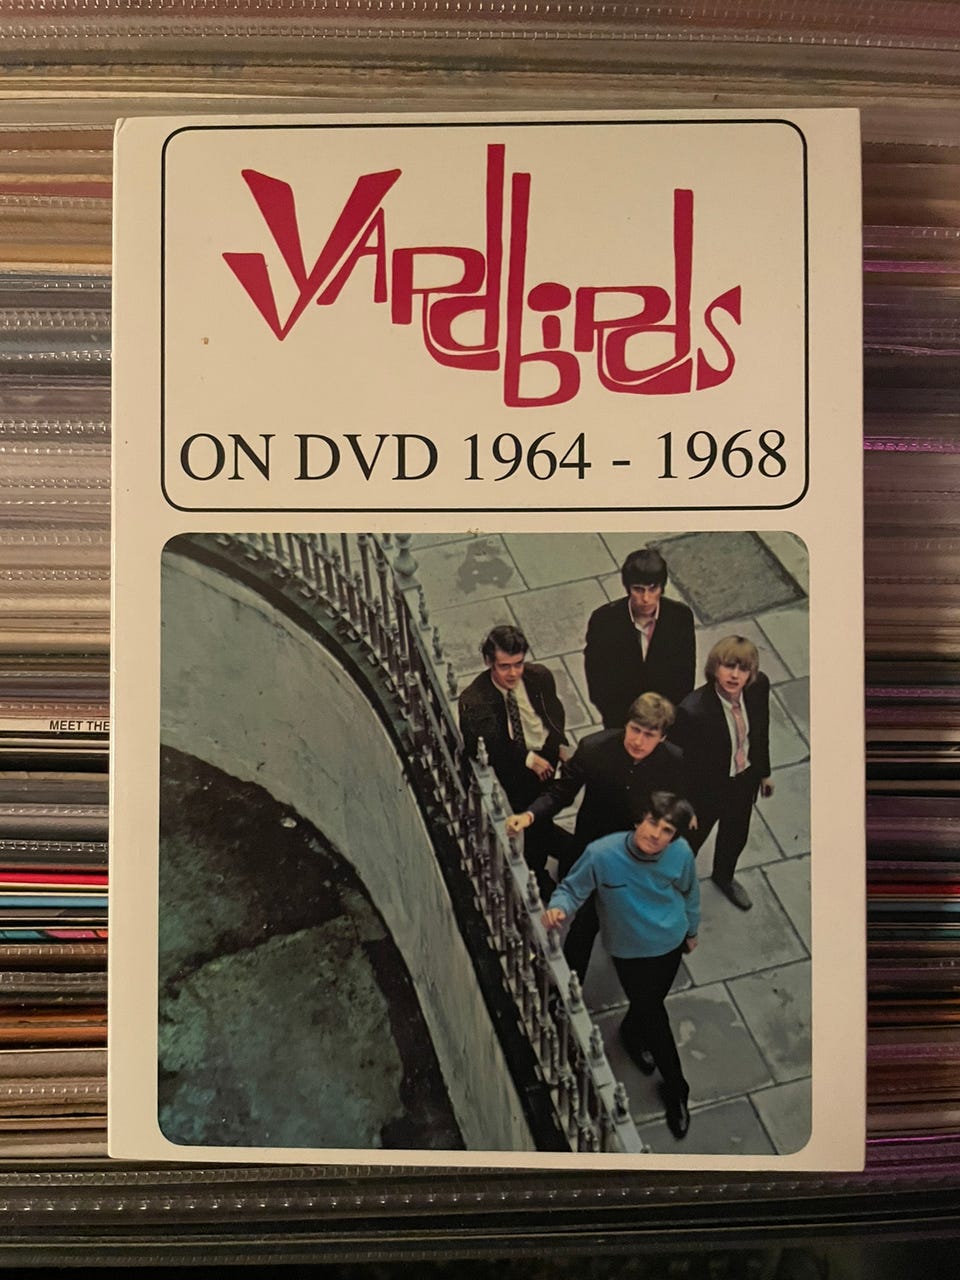 YARDbiRds
ON DVD 1964 - 1968
MEET THE